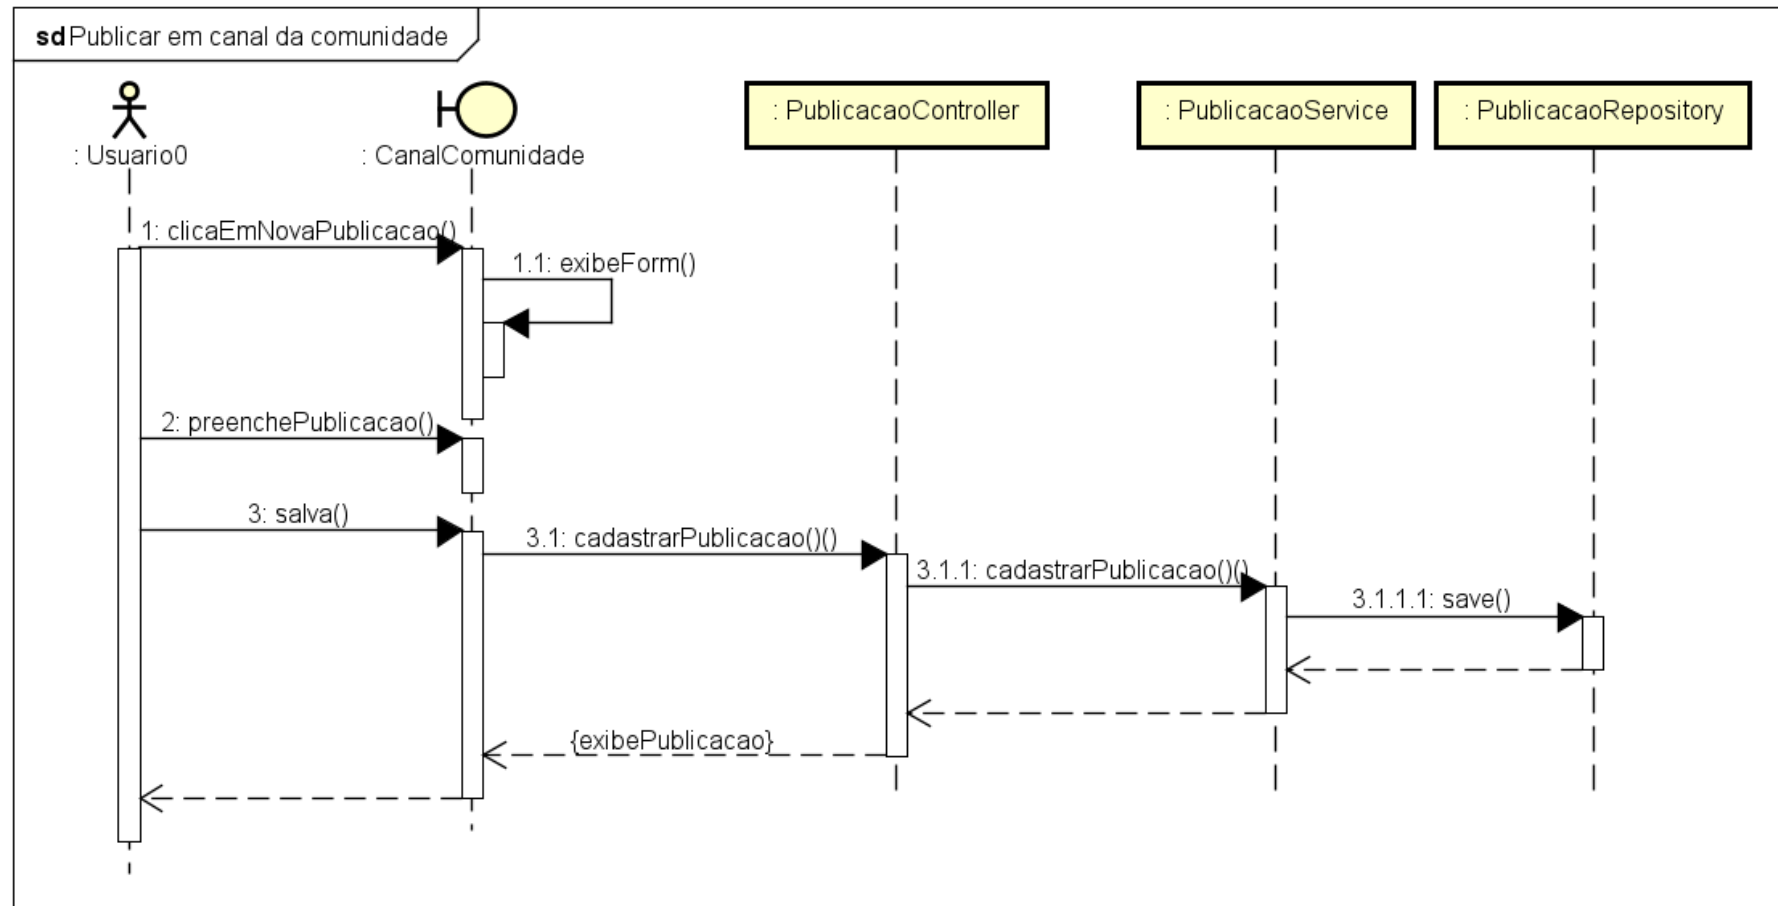 sd Publicar em canal da comunidade
: Usuario0
: CanalComunidade
: PublicacaoController
: PublicacaoService
: PublicacaoRepository
1: clicaEmNovaPublicacao()
1.1: exibeForm()
2: preenchePublicacao()
3: salva()
3.1: cadastrarPublicacao()()
3.1.1: cadastrarPublicacao()()
3.1.1.1: save()
{exibePublicacao}